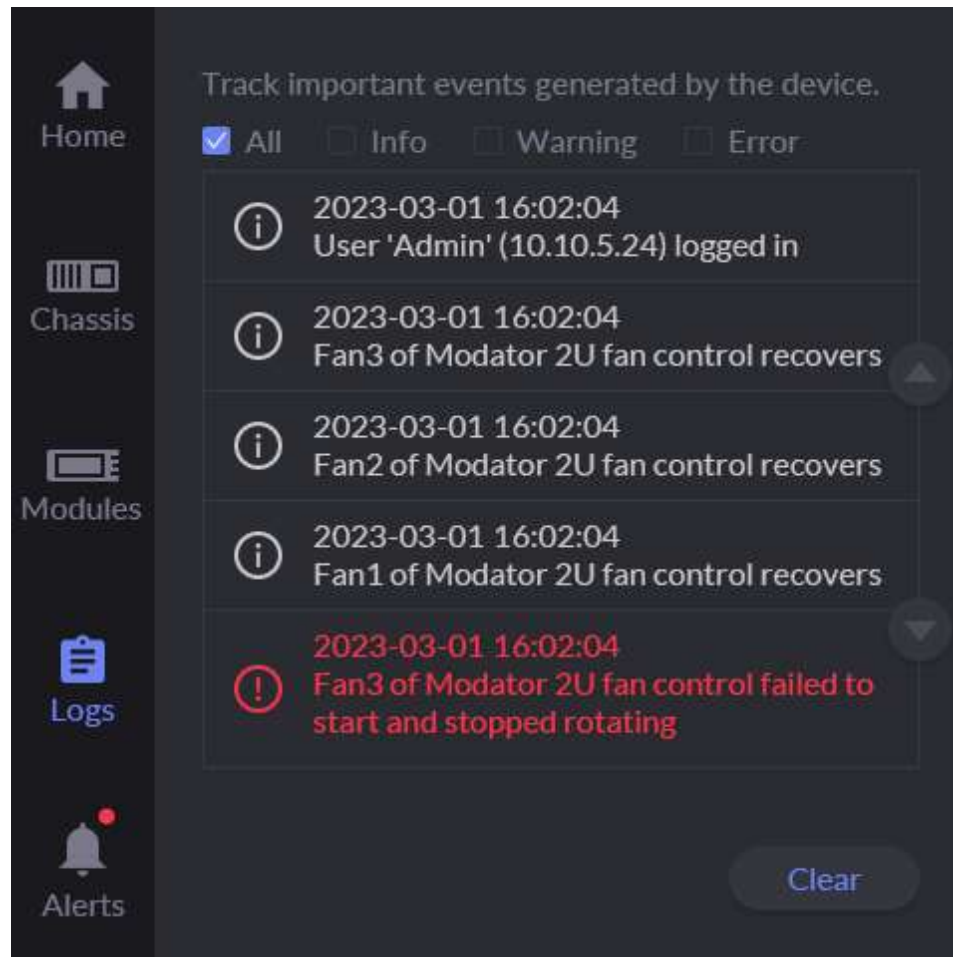 Home
Chassis
Modules
Logs
Alerts
Track important events generated by the device.
All Info Warning Error
2023-03-01 16:02:04
User 'Admin' (10.10.5.24) logged in
2023-03-01 16:02:04
Fan3 of Modator 2U fan control recovers
2023-03-01 16:02:04
Fan2 of Modator 2U fan control recovers
2023-03-01 16:02:04
Fan1 of Modator 2U fan control recovers
2023-03-01 16:02:04
Fan3 of Modator 2U fan control failed to
start and stopped rotating
Clear